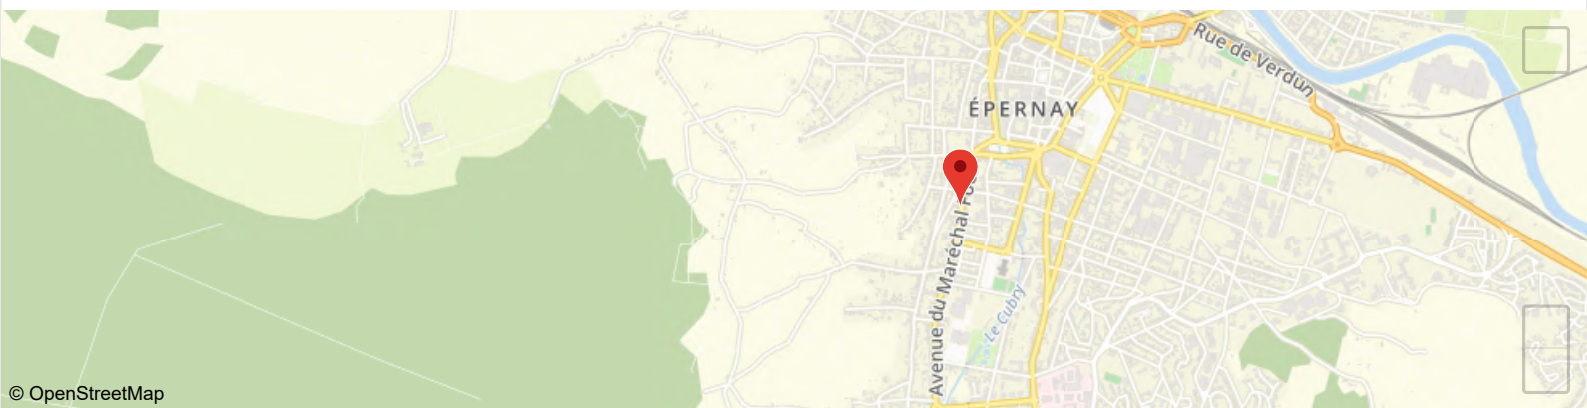 Rue de Verdun
ÉPERNAY
Avenue du Maréchal Fo
Le Cubry
© OpenStreetMap